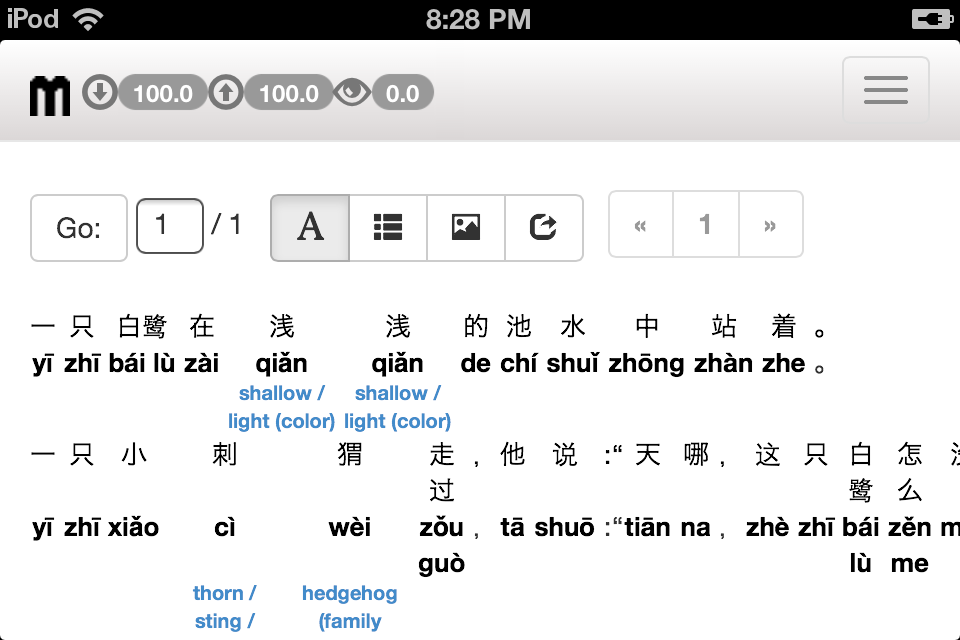 iPod 8:28 PM
m 100.0 100.0 0.0
Go: 1 / 1 A « 1 »
一 只 白鹭 在 浅 浅 的 池 水 中 站 着 。
yī zhī bái lù zài qiǎn qiǎn de chí shuǐ zhōng zhàn zhe 。
shallow / shallow /
light (color) light (color)
一 只 小 刺 猬 走 , 他 说 :“ 天 哪 , 这 只 白 怎
过 鹭 么
yī zhī xiǎo cì wèi zǒu , tā shuō :“tiān na , zhè zhī bái zěn m
guò lù me
thorn / hedgehog
sting / (family